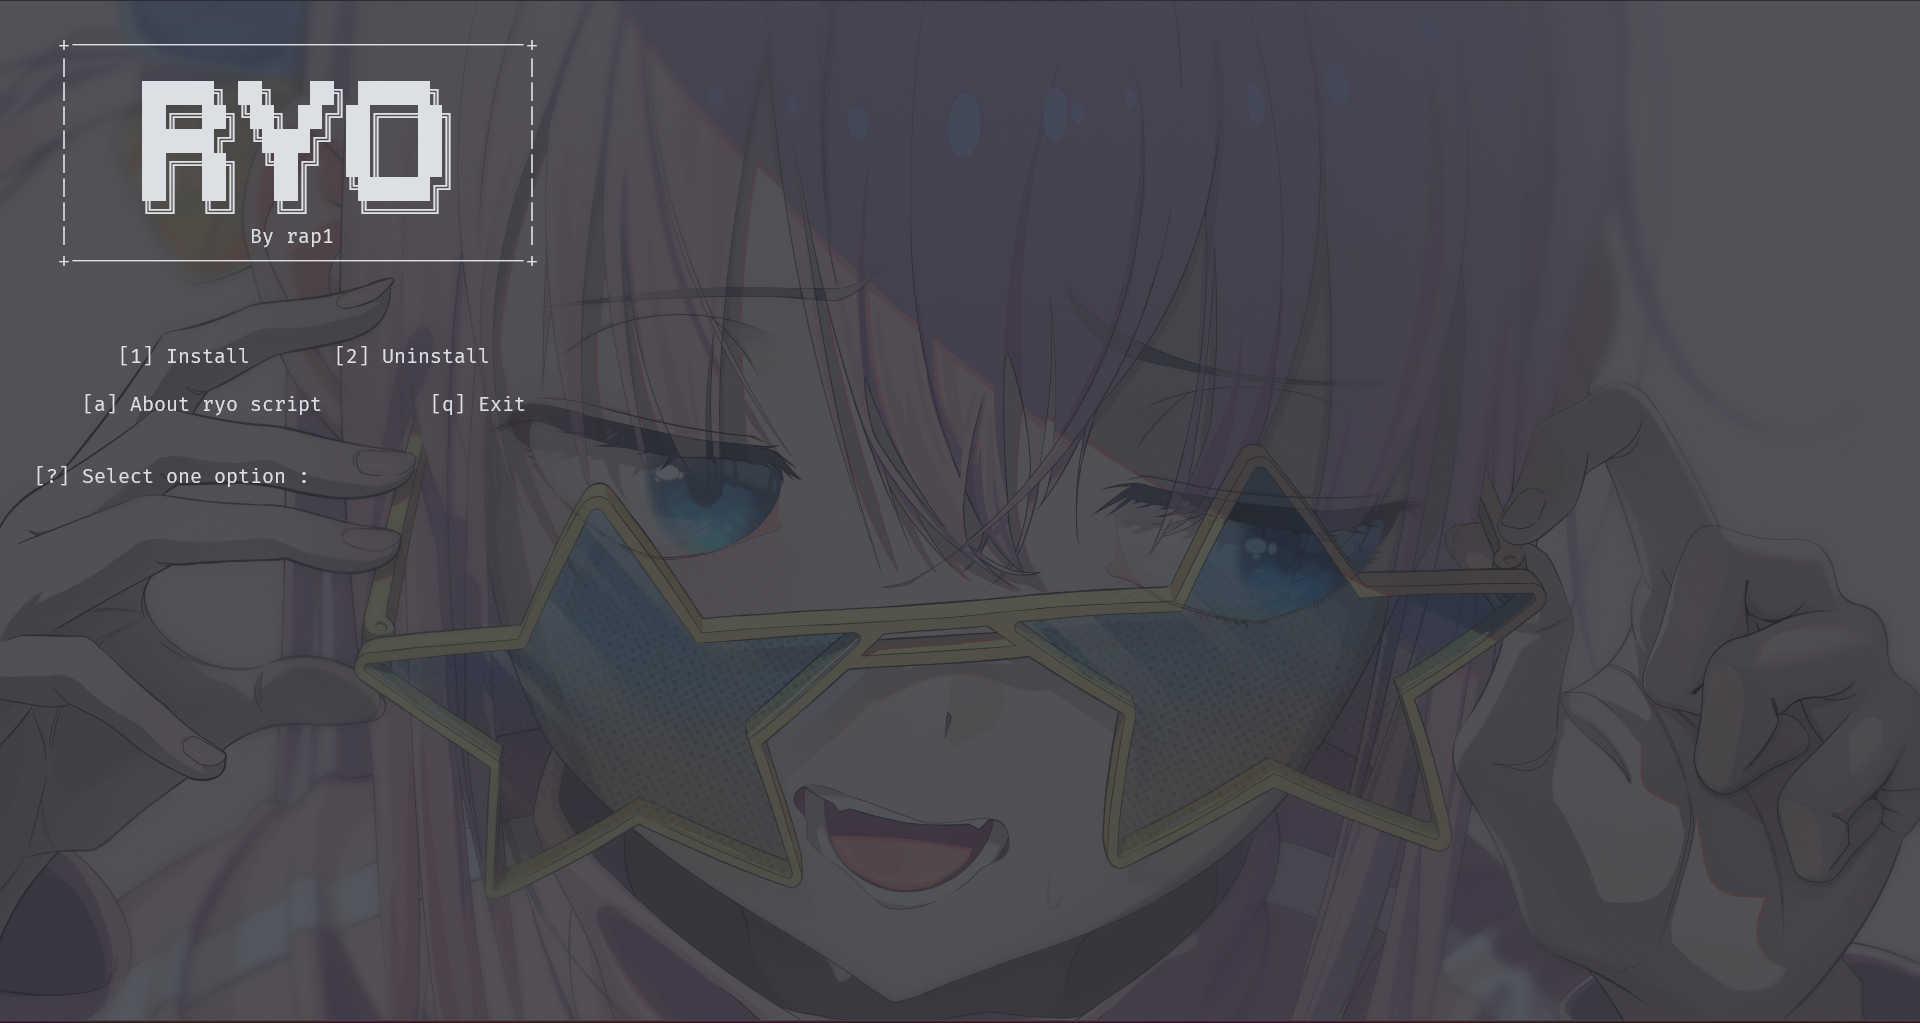 RYO
By rap1
[1] Install [2] Uninstall
[a] About ryo script [q] Exit
[?] Select one option :